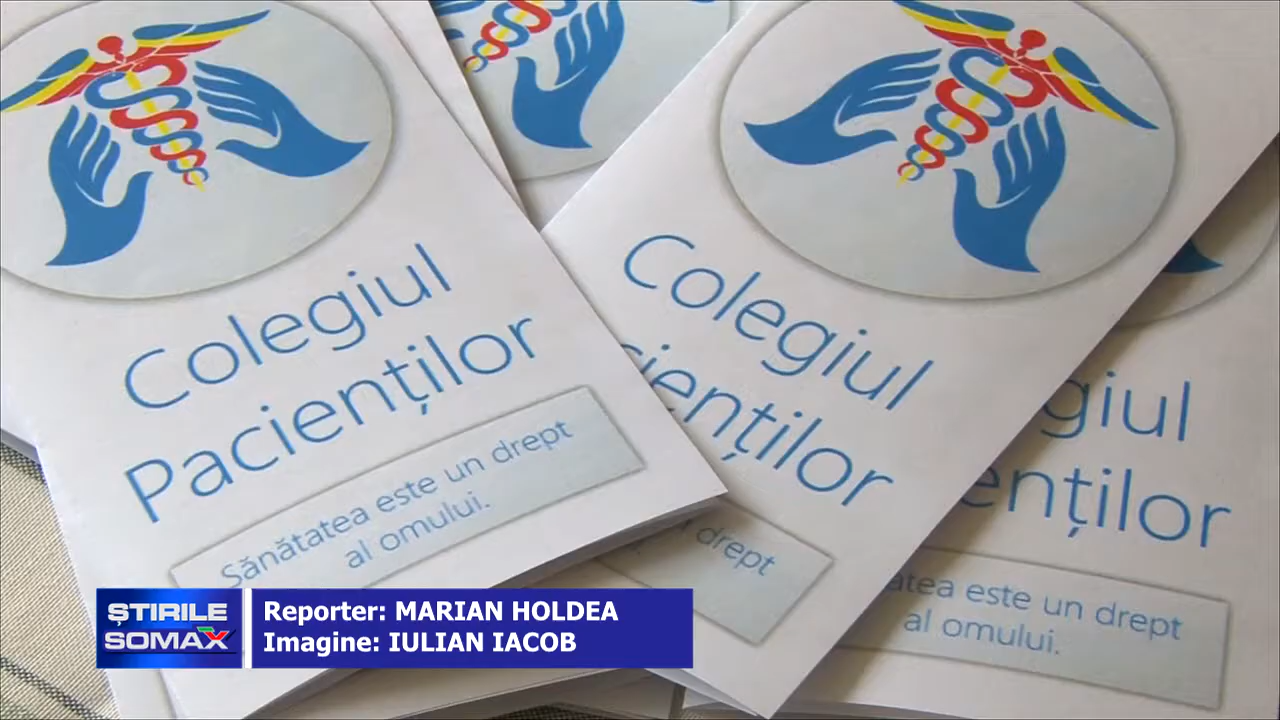 Colegiul
Pacienților
Sănătatea este un drept
al omului.
Colegiul
cienților
drept
giul
enților
atea este un drept
al omului.
ȘTIRILE
SOMAX
Reporter: MARIAN HOLDEA
Imagine: IULIAN IACOB